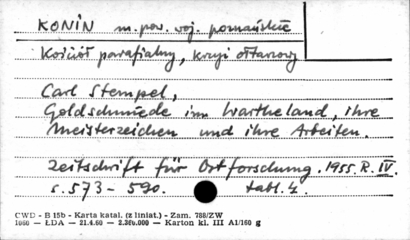 KONIN m. pow. woj. poznańskie
Kościół parafialny, krzyż ołtarzowy
Carl Stempel,
Goldschmiede im Wartheland, ihre
Meisterzeichen und ihre Arbeiten.
Zeitschrift für Ostforschung. 1955. R. IV.
s. 573 - 590. tabl. 4.
CWD - B 15b - Karta katal. (z liniat.) - Zam. 788/ZW
1060 — ŁDA — 21.4.60 — 2.300.000 — Karton kl. III A1/160 g